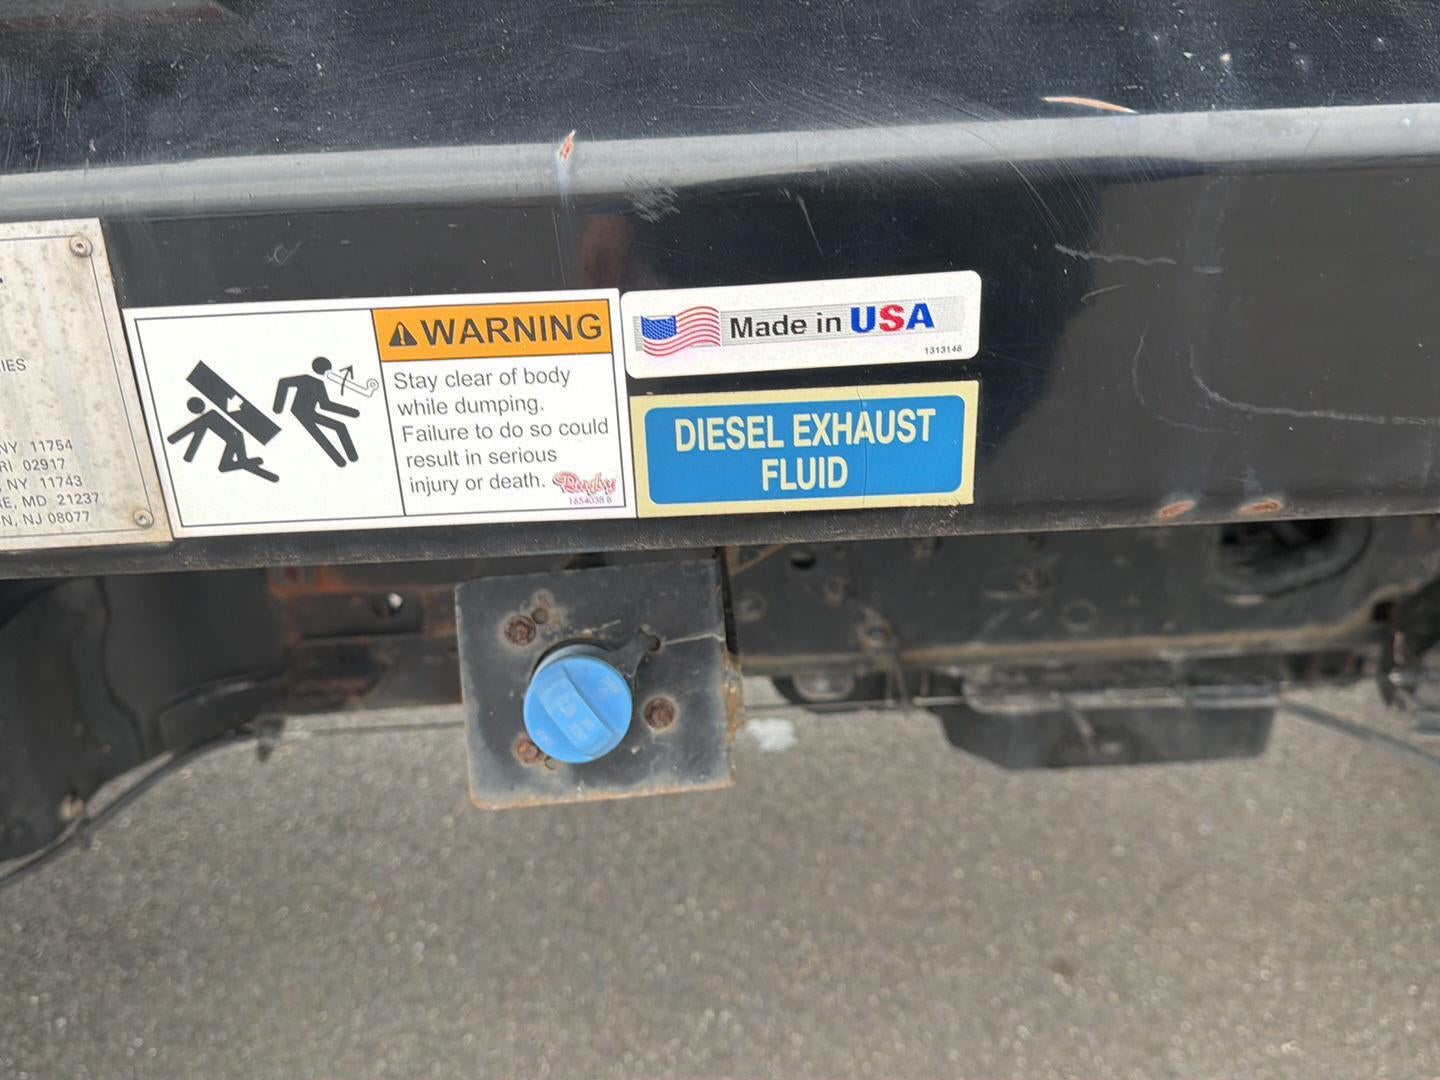 IES
NY 11754
RI 02917
, NY 11743
E, MD 21237
N, NJ 08077
WARNING
Stay clear of body
while dumping.
Failure to do so could
result in serious
injury or death.
Rugby
1654038 B
Made in USA
1313146
DIESEL EXHAUST
FLUID